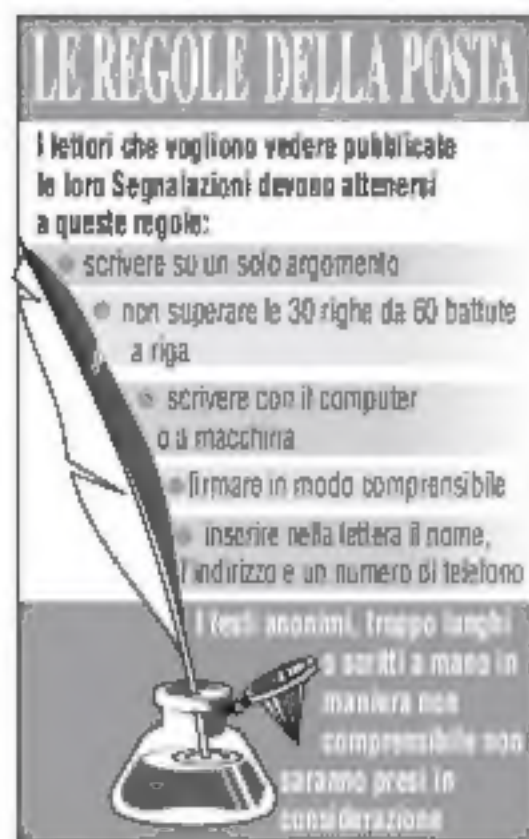 LE REGOLE DELLA POSTA
I lettori che vogliono vedere pubblicate
le loro Segnalazioni devono attenersi
a queste regole:
scrivere su un solo argomento
non superare le 30 righe da 60 battute
a riga
scrivere con il computer
o a macchina
firmare in modo comprensibile
inserire nella lettera il nome,
l'indirizzo e un numero di telefono
I testi anonimi, troppo lunghi
o scritti a mano in
maniera non
comprensibile non
saranno presi in
considerazione